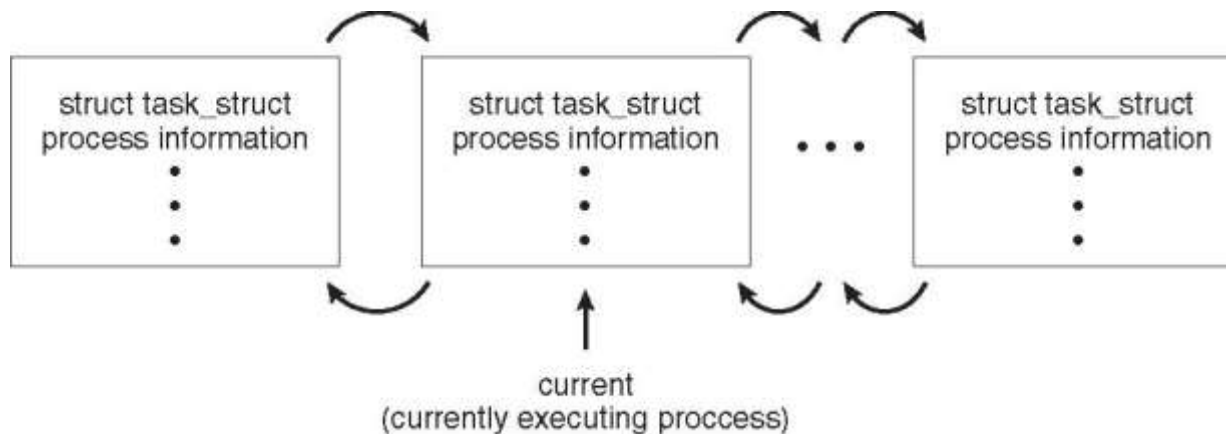 struct task_struct
process information
struct task_struct
process information
struct task_struct
process information
current
(currently executing proccess)